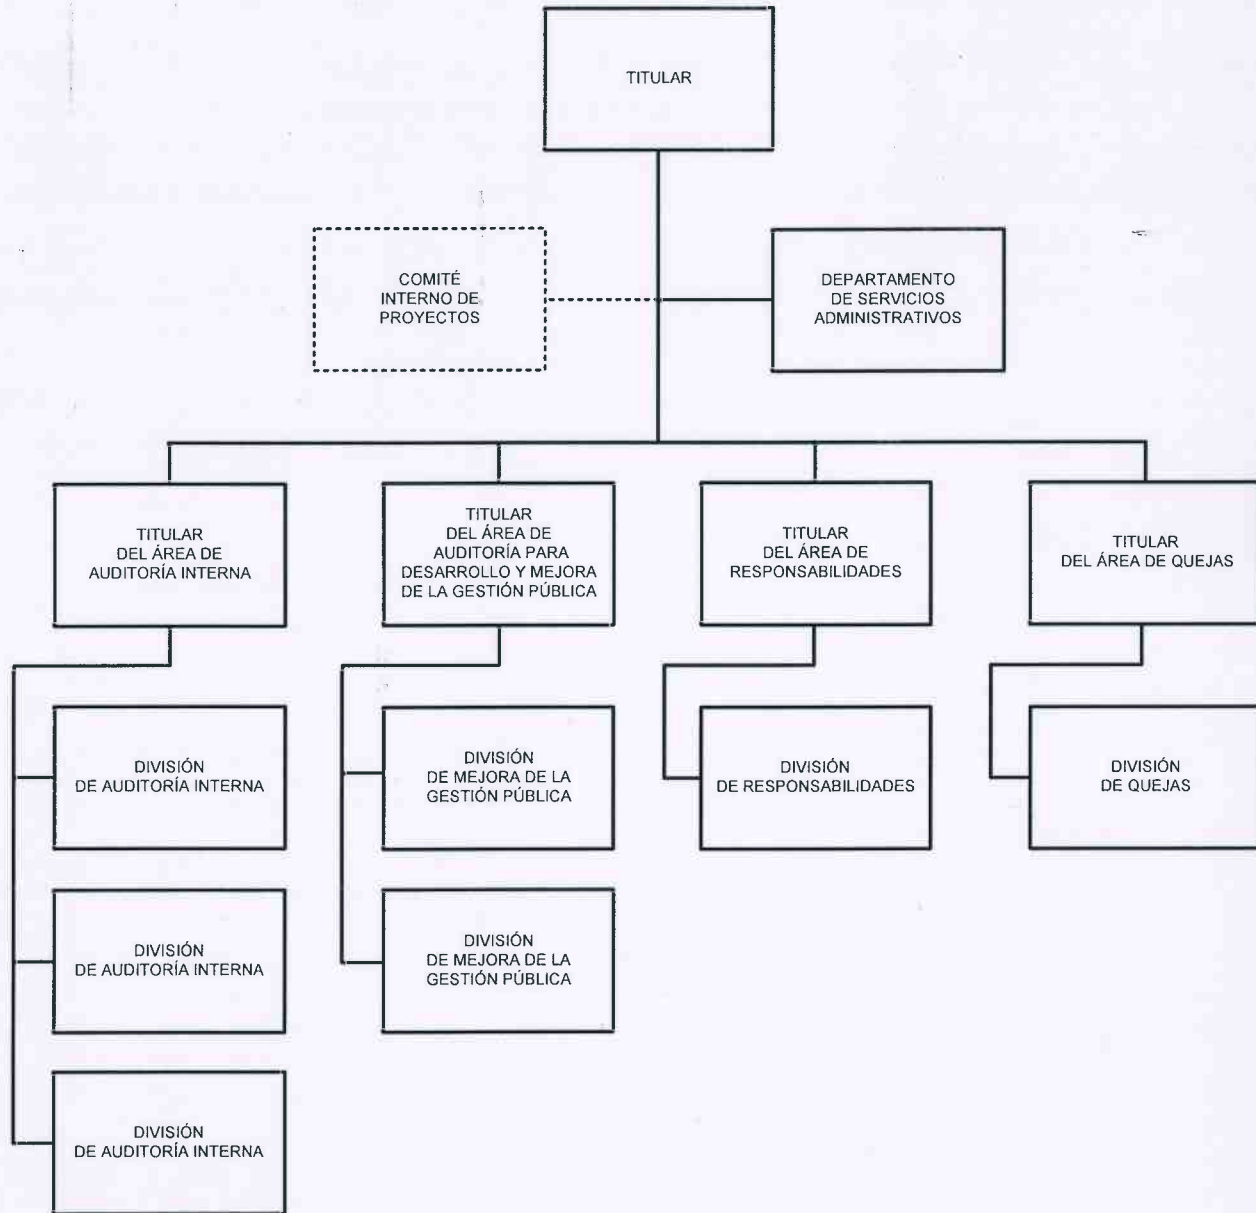 TITULAR
COMITÉ
INTERNO DE
PROYECTOS
DEPARTAMENTO
DE SERVICIOS
ADMINISTRATIVOS
TITULAR
DEL ÁREA DE
AUDITORÍA INTERNA
TITULAR
DEL ÁREA DE
AUDITORÍA PARA
DESARROLLO Y MEJORA
DE LA GESTIÓN PÚBLICA
TITULAR
DEL ÁREA DE
RESPONSABILIDADES
TITULAR
DEL ÁREA DE QUEJAS
DIVISIÓN
DE AUDITORÍA INTERNA
DIVISIÓN
DE MEJORA DE LA
GESTIÓN PÚBLICA
DIVISIÓN
DE RESPONSABILIDADES
DIVISIÓN
DE QUEJAS
DIVISIÓN
DE AUDITORÍA INTERNA
DIVISIÓN
DE MEJORA DE LA
GESTIÓN PÚBLICA
DIVISIÓN
DE AUDITORÍA INTERNA